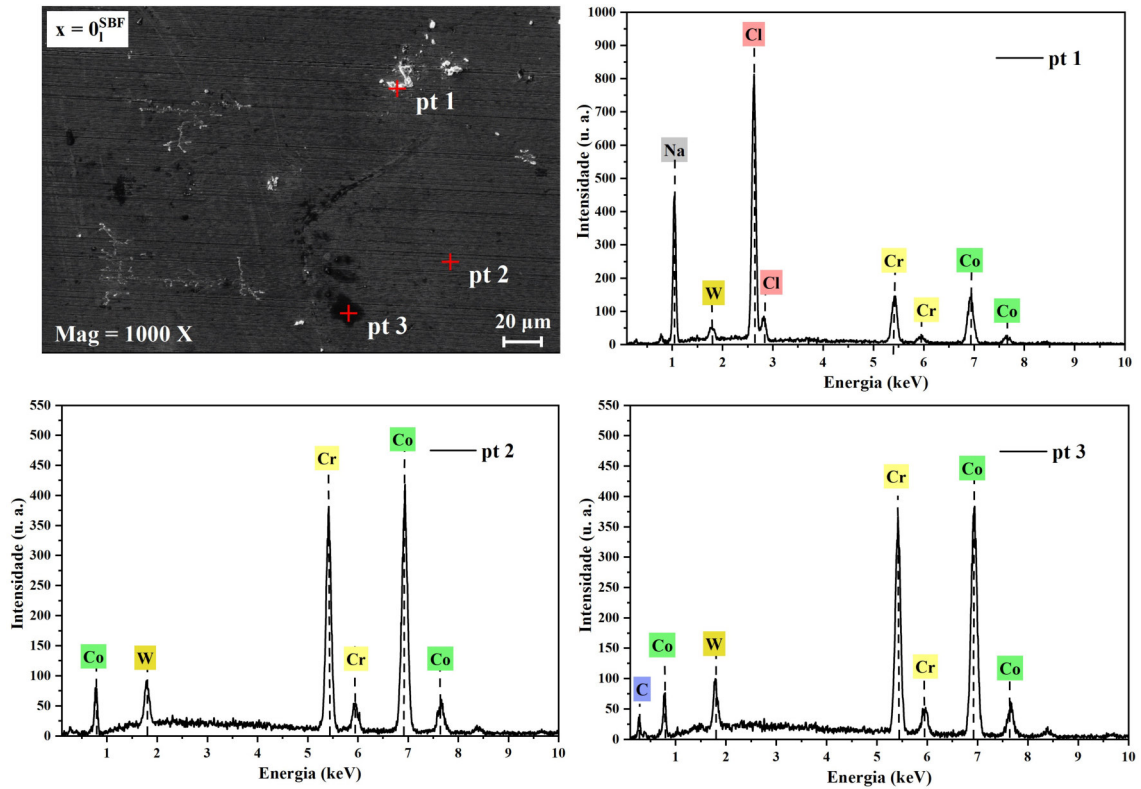 x = 0ₗ^SBF
pt 1
pt 2
pt 3
Mag = 1000 X
20 µm
1000
900
800
700
600
500
400
300
200
100
0
Intensidade (u. a.)
Na
W
Cl
Cl
Cr
Cr
Co
Co
pt 1
1 2 3 4 5 6 7 8 9 10
Energia (keV)
550
500
450
400
350
300
250
200
150
100
50
0
Intensidade (u. a.)
Co
W
Cr
Cr
Co
Co
pt 2
1 2 3 4 5 6 7 8 9 10
Energia (keV)
550
500
450
400
350
300
250
200
150
100
50
0
Intensidade (u. a.)
C
Co
W
Cr
Cr
Co
Co
pt 3
1 2 3 4 5 6 7 8 9 10
Energia (keV)